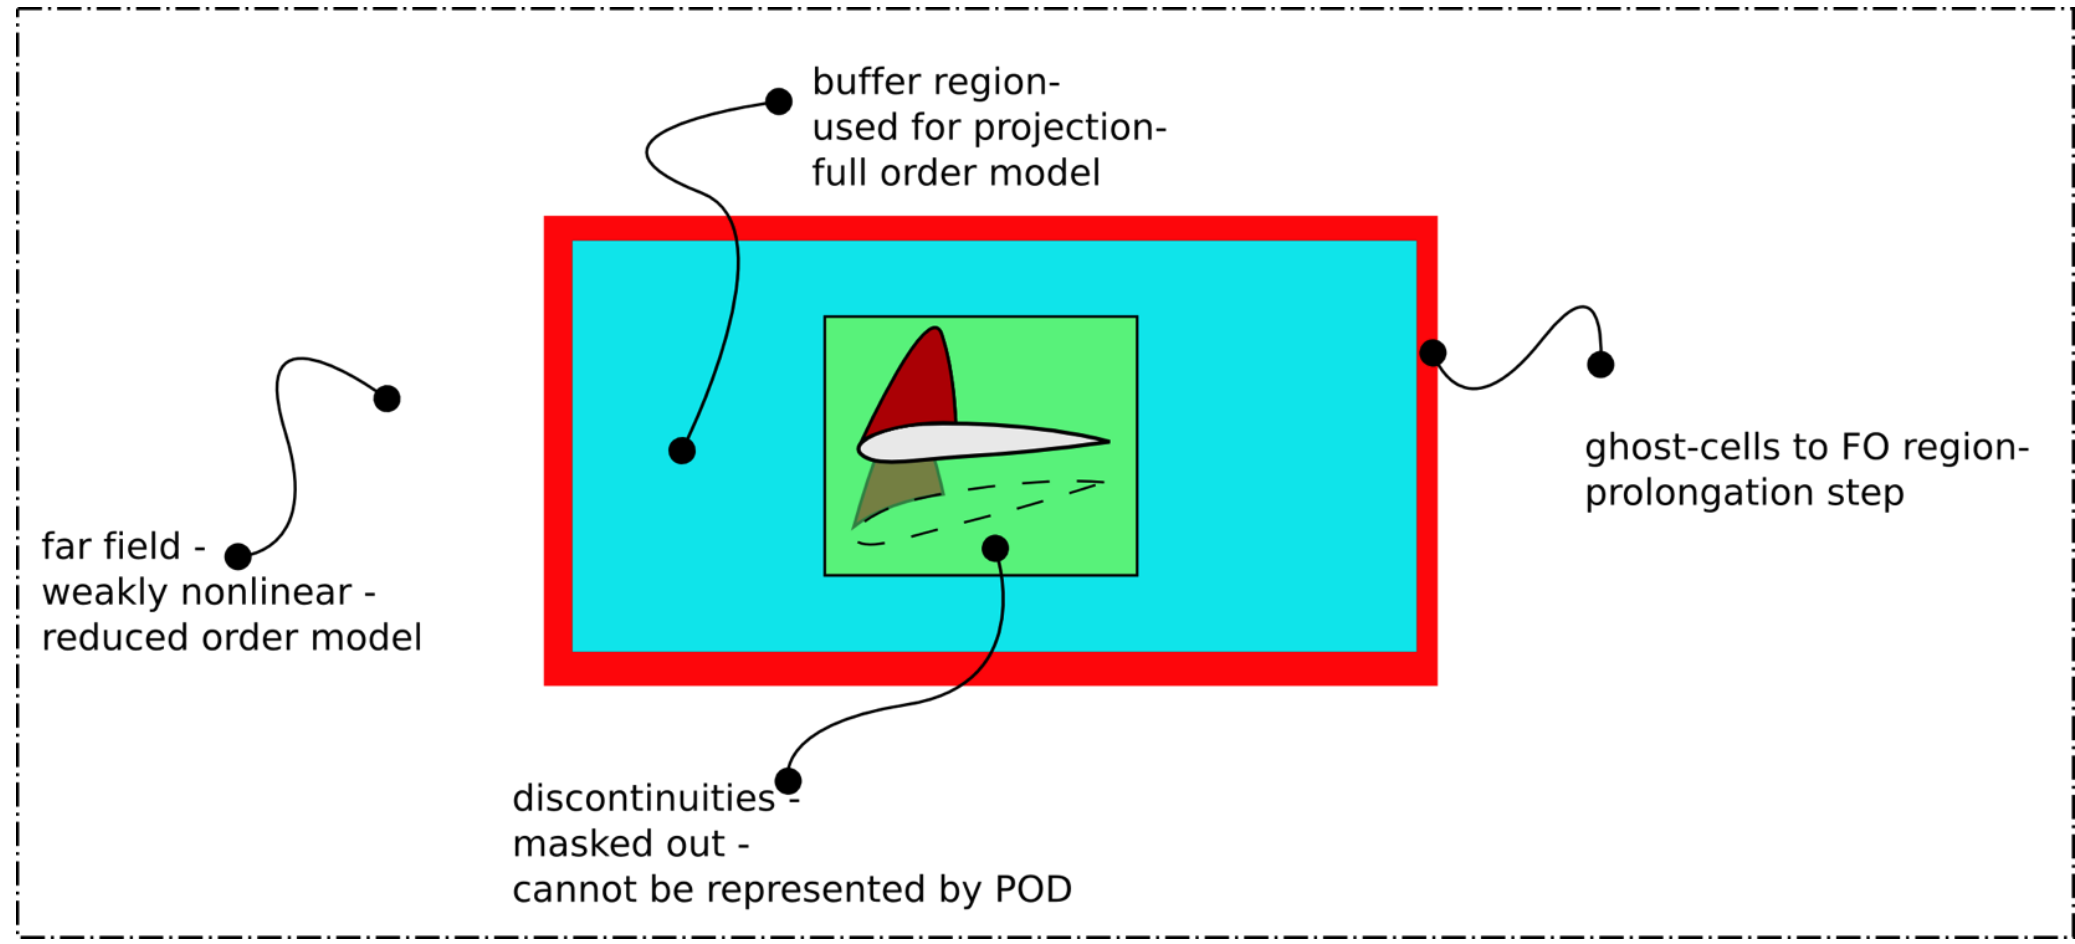 buffer region-
used for projection-
full order model
ghost-cells to FO region-
prolongation step
far field -
weakly nonlinear -
reduced order model
discontinuities -
masked out -
cannot be represented by POD